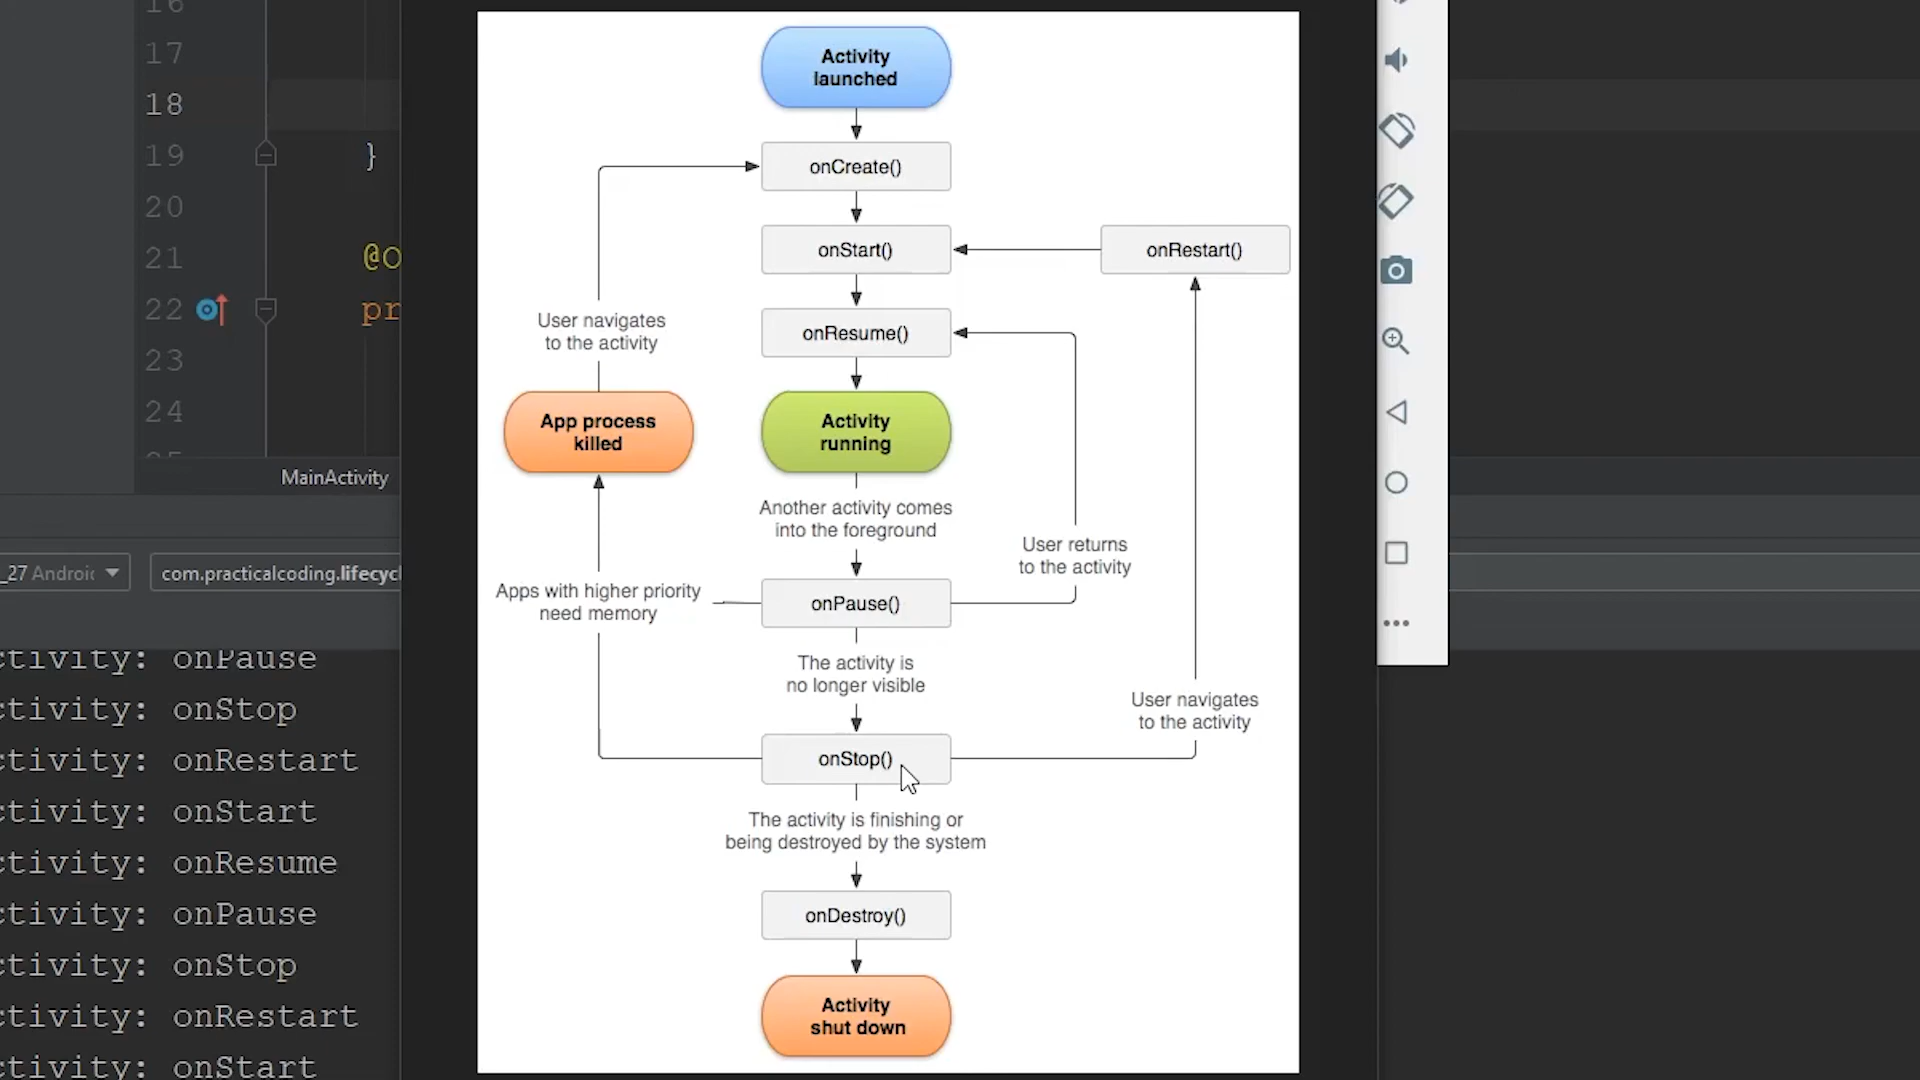 16
17
18
19 }
20
21 @O
22 pr
23
24
25
MainActivity
_27 Android
com.practicalcoding.lifecycl
ctivity: onPause
ctivity: onStop
ctivity: onRestart
ctivity: onStart
ctivity: onResume
ctivity: onPause
ctivity: onStop
ctivity: onRestart
ctivity: onStart
Activity
launched
onCreate()
onStart()
onRestart()
User navigates
to the activity
onResume()
App process
killed
Activity
running
Another activity comes
into the foreground
User returns
to the activity
Apps with higher priority
need memory
onPause()
The activity is
no longer visible
User navigates
to the activity
onStop()
The activity is finishing or
being destroyed by the system
onDestroy()
Activity
shut down